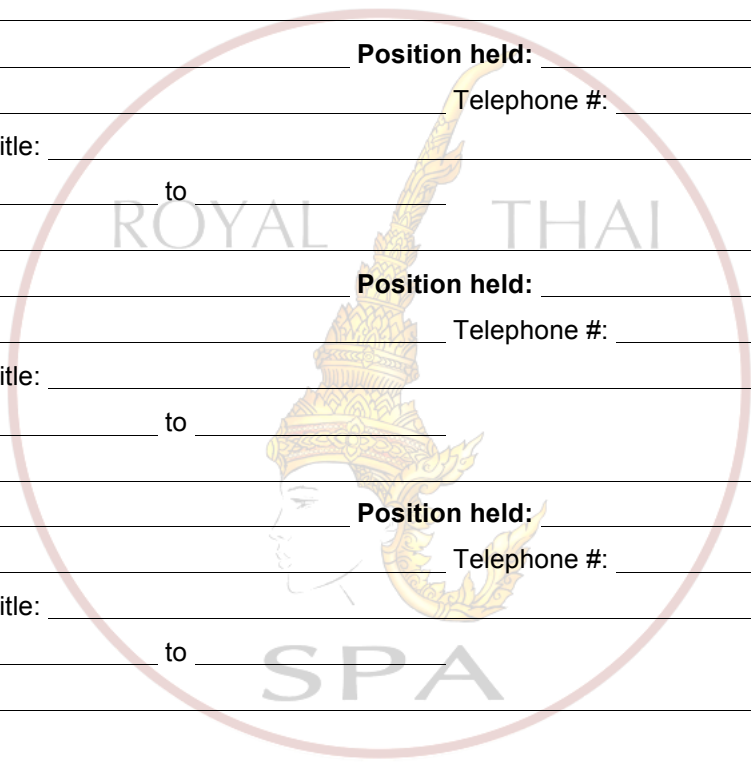 Position held:
Telephone #:
itle:
to
ROYAL THAI
Position held:
Telephone #:
itle:
to
Position held:
Telephone #:
itle:
to
SPA